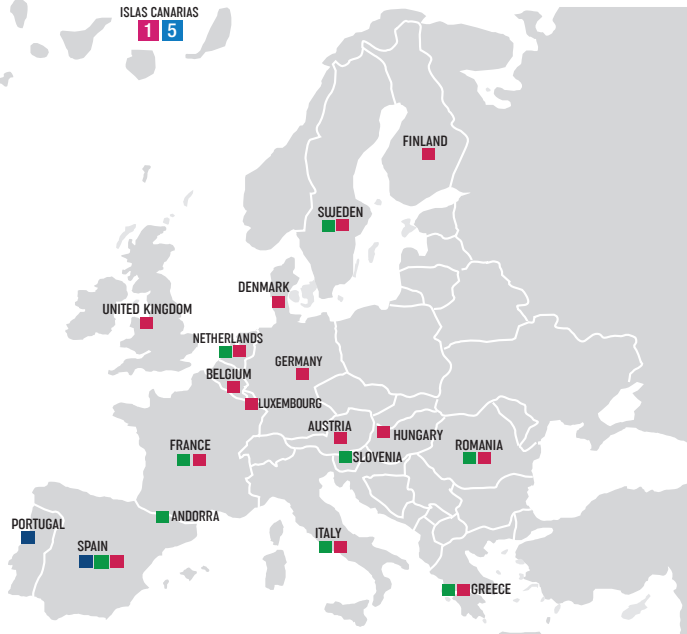 ISLAS CANARIAS
1 5
FINLAND
SWEDEN
DENMARK
UNITED KINGDOM
NETHERLANDS
GERMANY
BELGIUM
LUXEMBOURG
AUSTRIA
HUNGARY
FRANCE
ROMANIA
SLOVENIA
ANDORRA
PORTUGAL
ITALY
SPAIN
GREECE